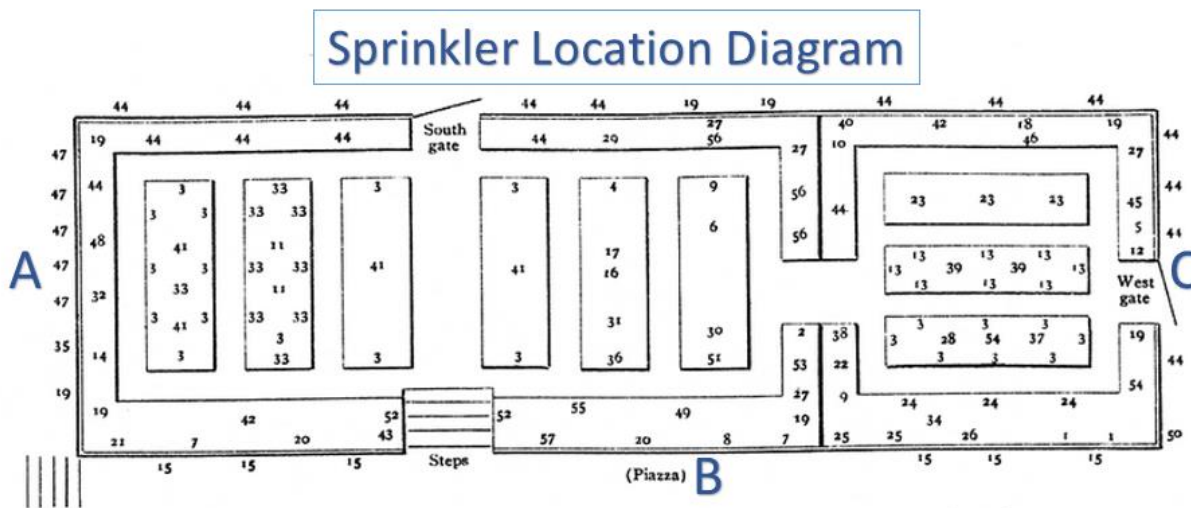 Sprinkler Location Diagram
44 44 44 44 44 19 19 44 44 44
19 44 44 44 South gate 44 29 27 56 27 40 10 42 18 46 19 44
47 27
47 44 3 33 3 3 4 9 56 23 23 23 45 44
3 3 33 33 6 44 5
47 48 41 11 17 56 12 44
A 47 3 3 33 33 41 41 16 13 13 13 13 39 39 13 C
33 11 13 13 13 West gate
47 32 3 3 33 33 31 2 38 3 3 3 19
35 41 3 30 53 22 3 28 54 37 3 44
14 3 33 3 3 36 51 3 3 3
19 27 9 54
19 42 52 52 55 49 19 24 24 24
34
21 7 20 43 57 20 8 7 25 25 26 1 1 50
15 15 15 Steps 15 15 15
(Piazza) B